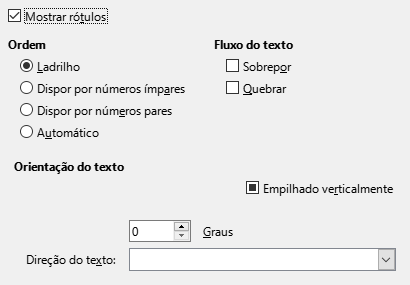 Mostrar rótulos
Ordem
Ladrilho
Dispor por números ímpares
Dispor por números pares
Automático
Fluxo do texto
Sobrepor
Quebrar
Orientação do texto
Empilhado verticalmente
0 Graus
Direção do texto: